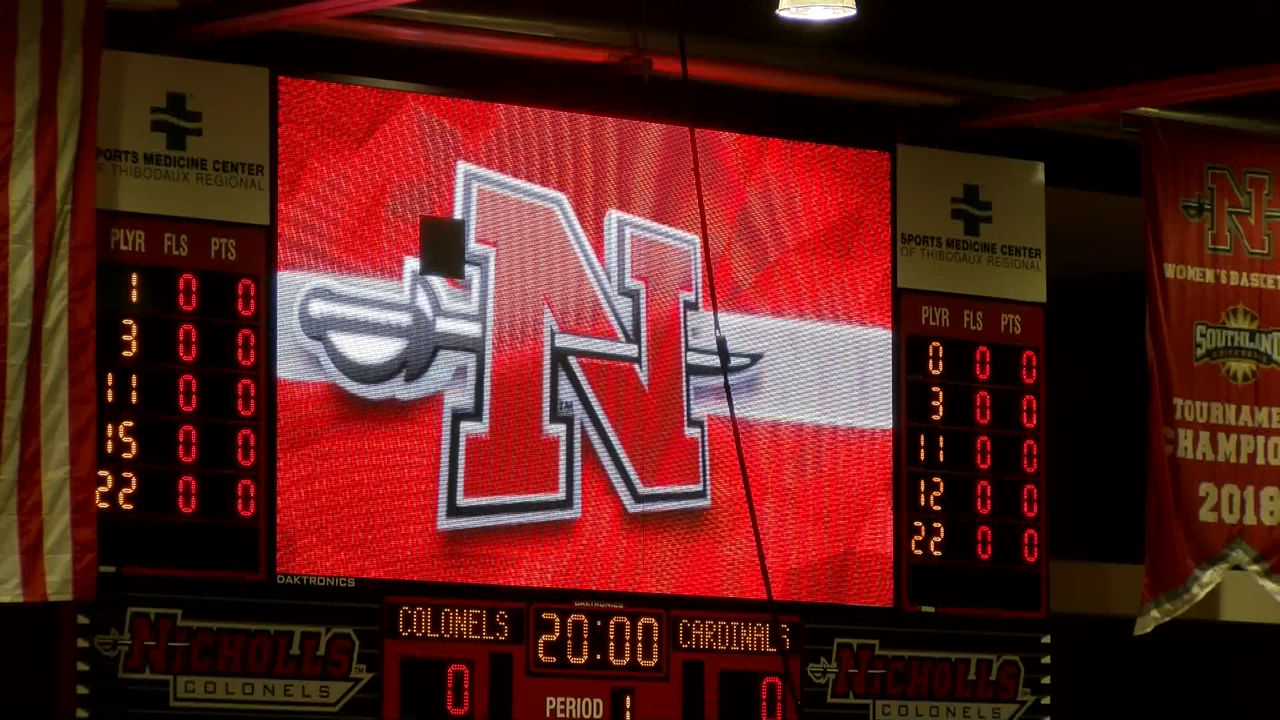 SPORTS MEDICINE CENTER
OF THIBODAUX REGIONAL
PLYR FLS PTS
1 0 0
3 0 0
11 0 0
15 0 0
22 0 0
N
DAKTRONICS
SPORTS MEDICINE CENTER
OF THIBODAUX REGIONAL
PLYR FLS PTS
0 0 0
3 0 0
11 0 0
12 0 0
22 0 0
N
WOMEN'S BASKE
SOUTHLAND
TOURNAME
CHAMPIO
2018
DAKTRONICS
COLONELS 20:00 CARDINALS
0 PERIOD 1 0
NICHOLLS
COLONELS
NICHOLLS
COLONELS